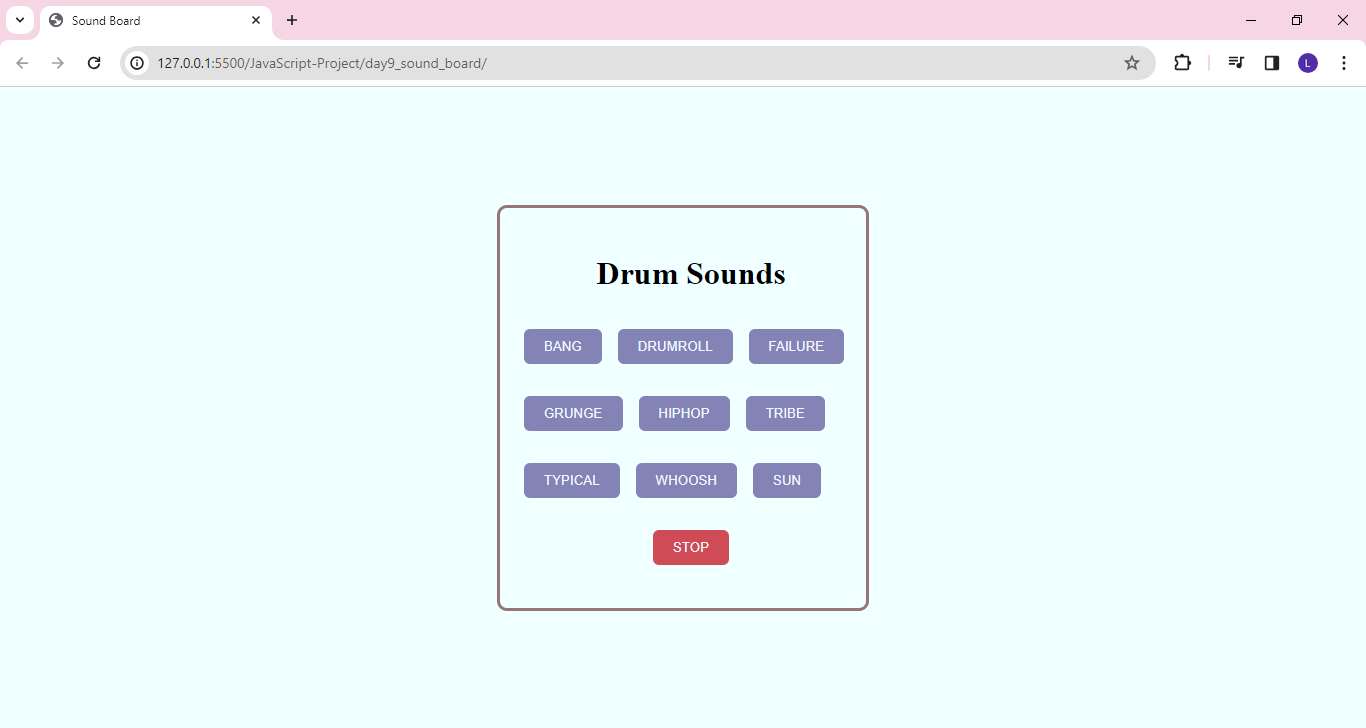 Sound Board
127.0.0.1:5500/JavaScript-Project/day9_sound_board/
L
Drum Sounds
BANG DRUMROLL FAILURE
GRUNGE HIPHOP TRIBE
TYPICAL WHOOSH SUN
STOP